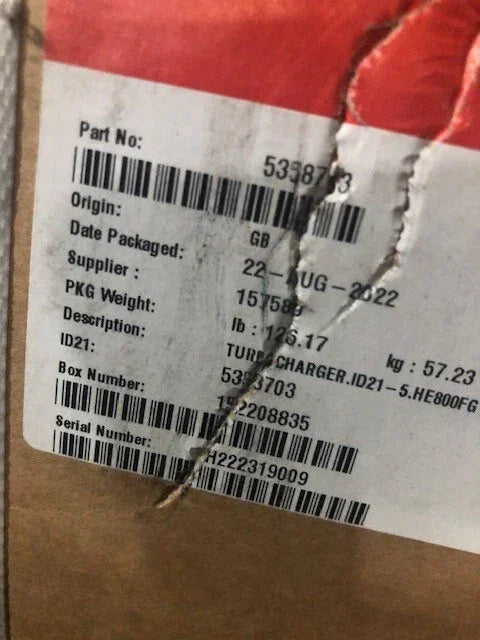 Part No:
Origin: GB
Date Packaged: 22-AUG-2022
Supplier :
PKG Weight: lb : 126.17 kg : 57.23
Description: TURBOCHARGER.ID21-5.HE800FG
ID21:
Box Number:
Serial Number: H222319009